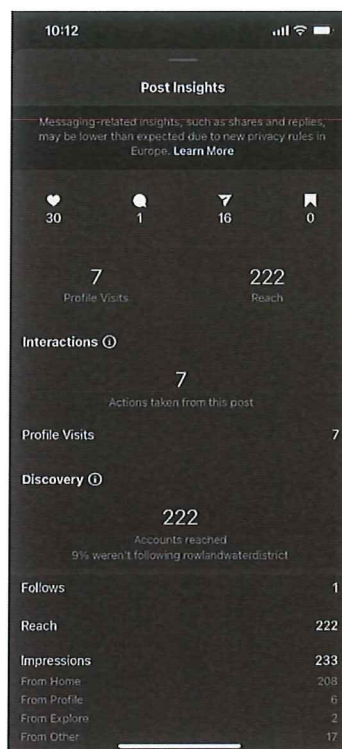 10:12
Post Insights
Messaging-related insights, such as shares and replies,
may be lower than expected due to new privacy rules in
Europe. Learn More
30 1 16 0
7 222
Profile Visits Reach
Interactions
7
Actions taken from this post
Profile Visits 7
Discovery
222
Accounts reached
9% weren't following rowlandwaterdistrict
Follows 1
Reach 222
Impressions 233
From Home 208
From Profile 6
From Explore 2
From Other 17